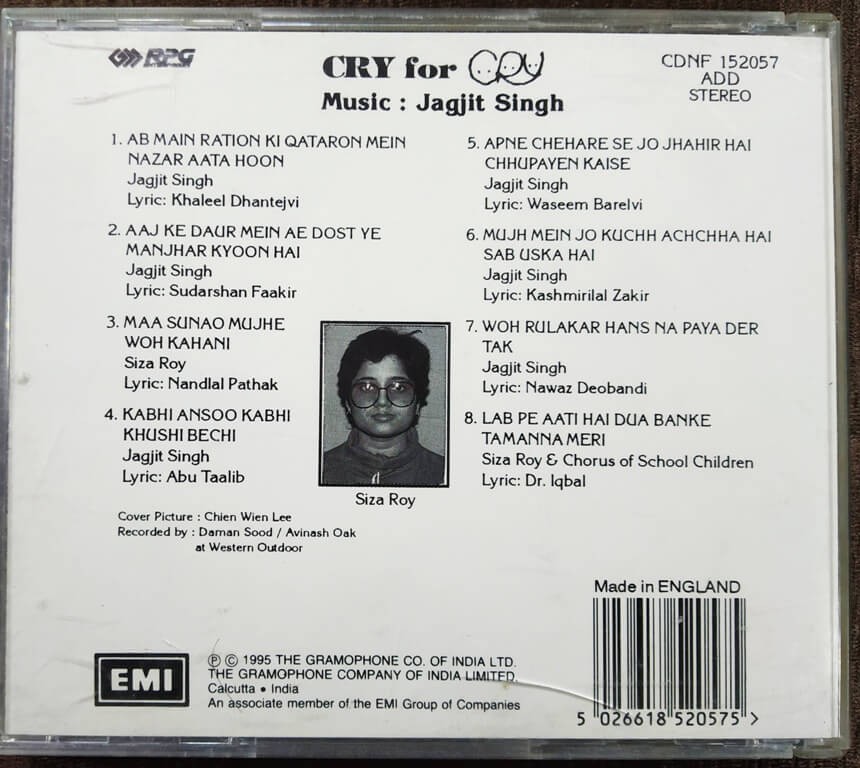 RPG
CRY for CRY
Music : Jagjit Singh
CDNF 152057
ADD
STEREO
1. AB MAIN RATION KI QATARON MEIN
NAZAR AATA HOON
Jagjit Singh
Lyric: Khaleel Dhantejvi
2. AAJ KE DAUR MEIN AE DOST YE
MANJHAR KYOON HAI
Jagjit Singh
Lyric: Sudarshan Faakir
3. MAA SUNAO MUJHE
WOH KAHANI
Siza Roy
Lyric: Nandlal Pathak
4. KABHI ANSOO KABHI
KHUSHI BECHI
Jagjit Singh
Lyric: Abu Taalib
Siza Roy
5. APNE CHEHARE SE JO JHAHIR HAI
CHHUPAYEN KAISE
Jagjit Singh
Lyric: Waseem Barelvi
6. MUJH MEIN JO KUCHH ACHCHHA HAI
SAB USKA HAI
Jagjit Singh
Lyric: Kashmirilal Zakir
7. WOH RULAKAR HANS NA PAYA DER
TAK
Jagjit Singh
Lyric: Nawaz Deobandi
8. LAB PE AATI HAI DUA BANKE
TAMANNA MERI
Siza Roy & Chorus of School Children
Lyric: Dr. Iqbal
Cover Picture : Chien Wien Lee
Recorded by : Daman Sood / Avinash Oak
at Western Outdoor
Made in ENGLAND
EMI
℗ © 1995 THE GRAMOPHONE CO. OF INDIA LTD.
THE GRAMOPHONE COMPANY OF INDIA LIMITED.
Calcutta • India
An associate member of the EMI Group of Companies
5 026618 520575 >